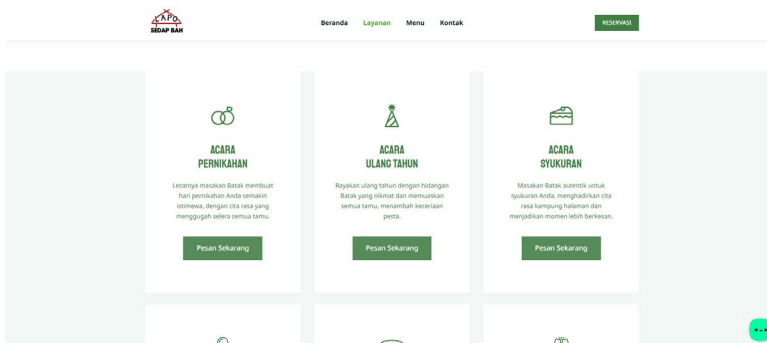 LAPO
SEDAP BAH
Beranda Layanan Menu Kontak
RESERVASI
ACARA
PERNIKAHAN
Lezatnya masakan Batak membuat
hari pernikahan Anda semakin
istimewa, dengan cita rasa yang
menggugah selera semua tamu.
Pesan Sekarang
ACARA
ULANG TAHUN
Rayakan ulang tahun dengan hidangan
Batak yang nikmat dan memuaskan
semua tamu, menambah keceriaan
pesta.
Pesan Sekarang
ACARA
SYUKURAN
Masakan Batak autentik untuk
syukuran Anda, menghadirkan cita
rasa kampung halaman dan
menjadikan momen lebih berkesan.
Pesan Sekarang